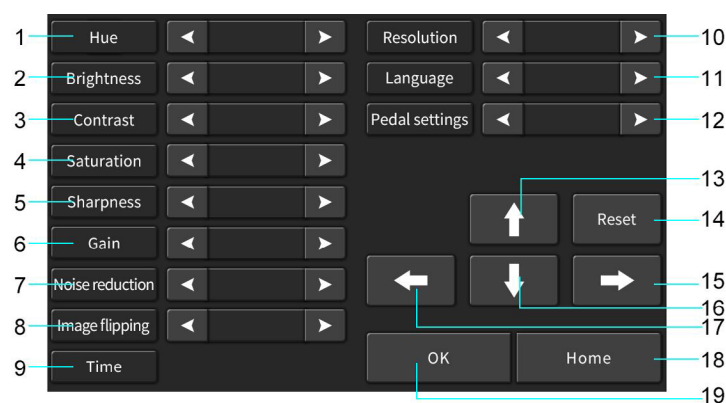 1 Hue Resolution 10
2 Brightness Language 11
3 Contrast Pedal settings 12
4 Saturation
13
5 Sharpness
Reset 14
6 Gain
7 Noise reduction 15
16
17
8 Image flipping
9 Time OK Home 18
19